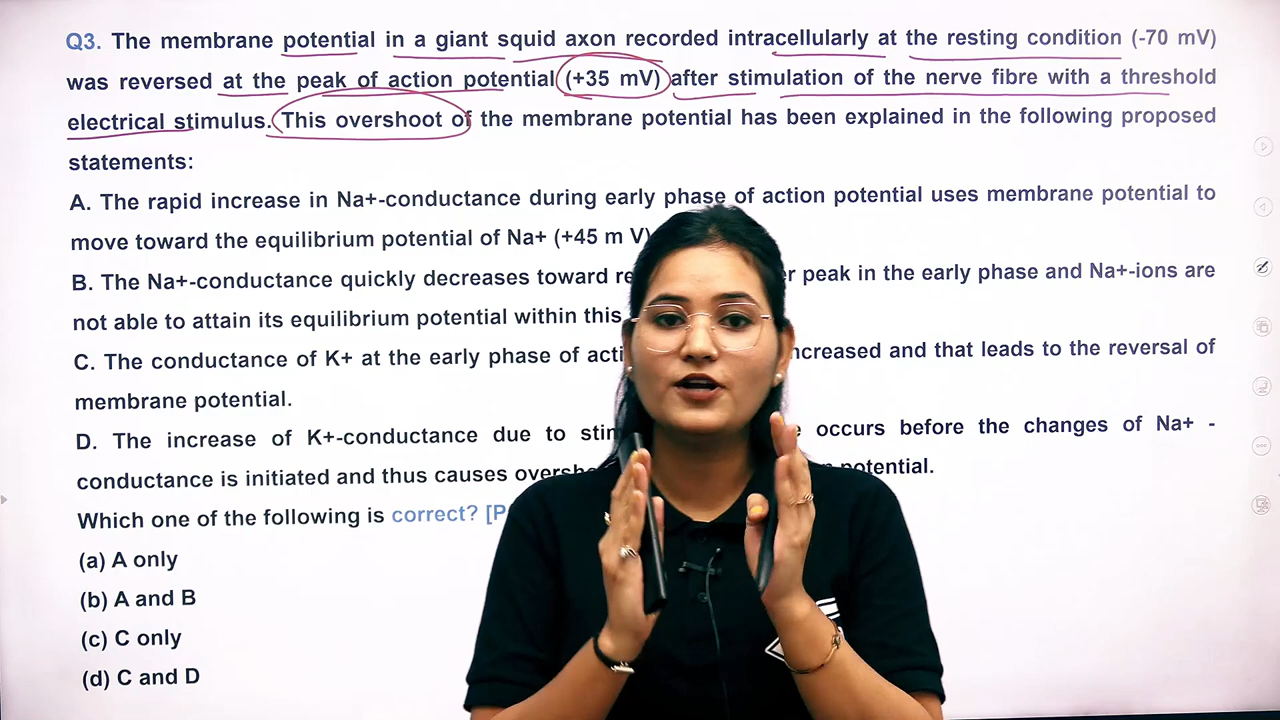 Q3. The membrane potential in a giant squid axon recorded intracellularly at the resting condition (-70 mV)
was reversed at the peak of action potential (+35 mV) after stimulation of the nerve fibre with a threshold
electrical stimulus. This overshoot of the membrane potential has been explained in the following proposed
statements:
A. The rapid increase in Na+-conductance during early phase of action potential uses membrane potential to
move toward the equilibrium potential of Na+ (+45 m V)
B. The Na+-conductance quickly decreases toward peak in the early phase and Na+-ions are
not able to attain its equilibrium potential within this
C. The conductance of K+ at the early phase of increased and that leads to the reversal of
membrane potential.
D. The increase of K+-conductance due to occurs before the changes of Na+ -
conductance is initiated and thus causes potential.
Which one of the following is correct?
(a) A only
(b) A and B
(c) C only
(d) C and D